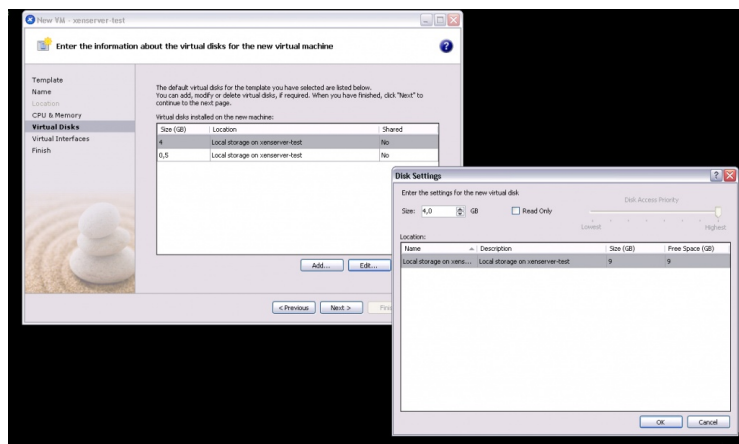 New VM - xenserver-test
Enter the information about the virtual disks for the new virtual machine
Template
Name
Location
CPU & Memory
Virtual Disks
Virtual Interfaces
Finish
The default virtual disks for the template you have selected are listed below.
You can add, modify or delete virtual disks, if required. When you have finished, click "Next" to
continue to the next page.
Virtual disks installed on the new machine:
Size (GB) Location Shared
4 Local storage on xenserver-test No
0,5 Local storage on xenserver-test No
Add... Edit...
< Previous Next > Fini
Disk Settings
Enter the settings for the new virtual disk
Size: 4,0 GB Read Only
Disk Access Priority
Lowest Highest
Location:
Name Description Size (GB) Free Space (GB)
Local storage on xens... Local storage on xenserver-test 9 9
OK Cancel